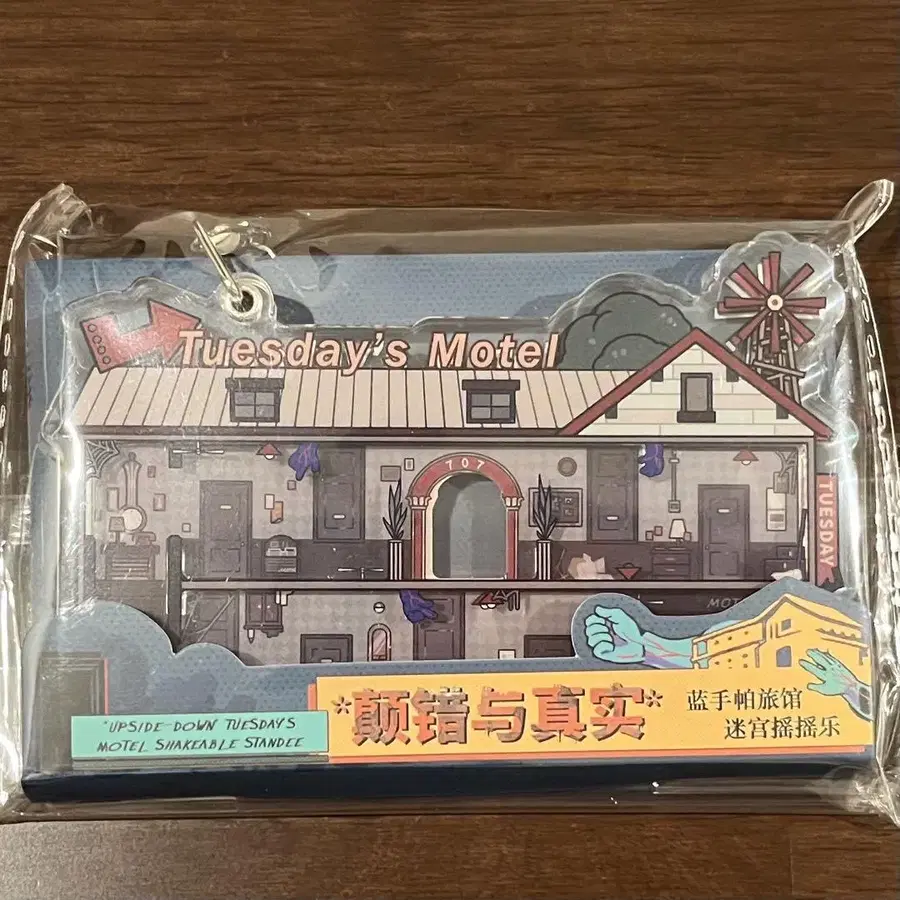 Tuesday's Motel
707
TUESDAY
MOT
*UPSIDE-DOWN TUESDAY'S
MOTEL SHAKEABLE STANDEE
*颠错与真实*
蓝手帕旅馆
迷宫摇摇乐